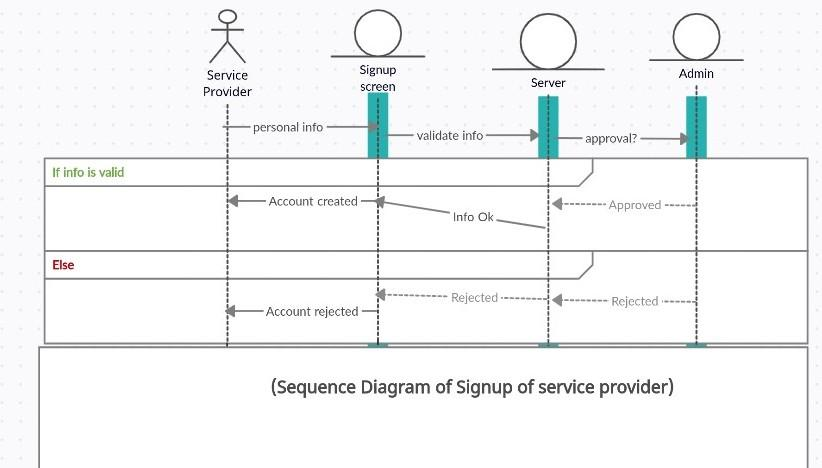 Service
Provider
Signup
screen
Server
Admin
personal info
validate info
approval?
If info is valid
Account created
Info Ok
Approved
Else
Rejected
Rejected
Account rejected
(Sequence Diagram of Signup of service provider)